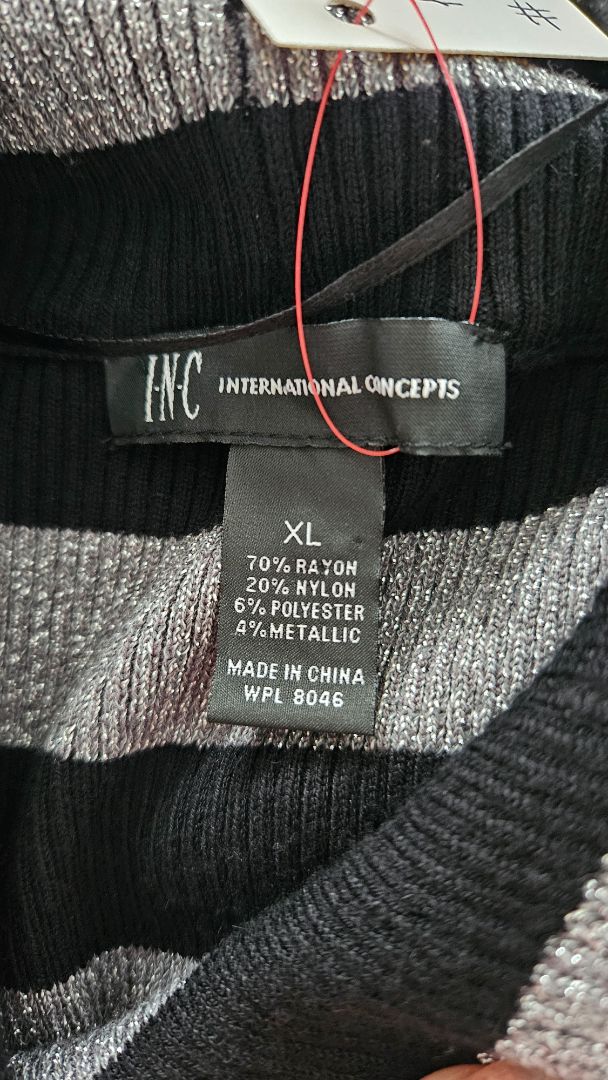 #
I·N·C INTERNATIONAL CONCEPTS
XL
70% RAYON
20% NYLON
6% POLYESTER
4% METALLIC
MADE IN CHINA
WPL 8046